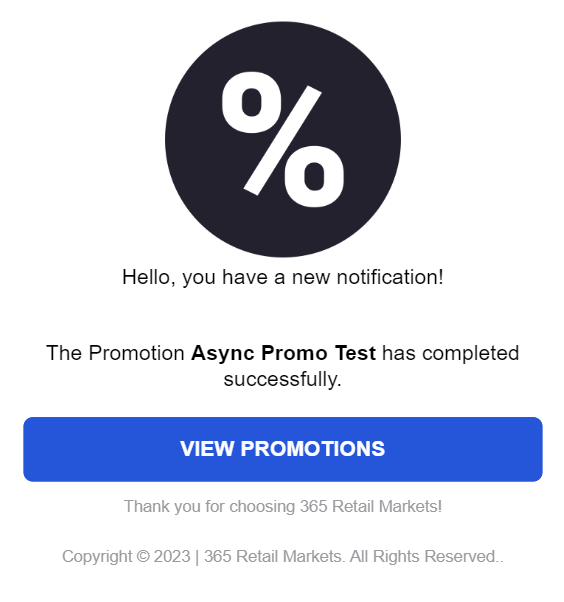 %
Hello, you have a new notification!
The Promotion Async Promo Test has completed
successfully.
VIEW PROMOTIONS
Thank you for choosing 365 Retail Markets!
Copyright © 2023 | 365 Retail Markets. All Rights Reserved..